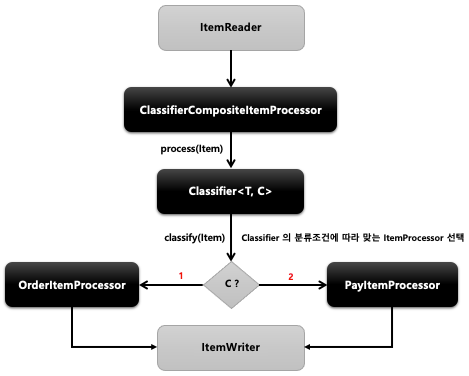 ItemReader
ClassifierCompositeItemProcessor
process(Item)
Classifier<T, C>
classify(Item)
Classifier 의 분류조건에 따라 맞는 ItemProcessor 선택
1
2
OrderItemProcessor
C ?
PayItemProcessor
ItemWriter